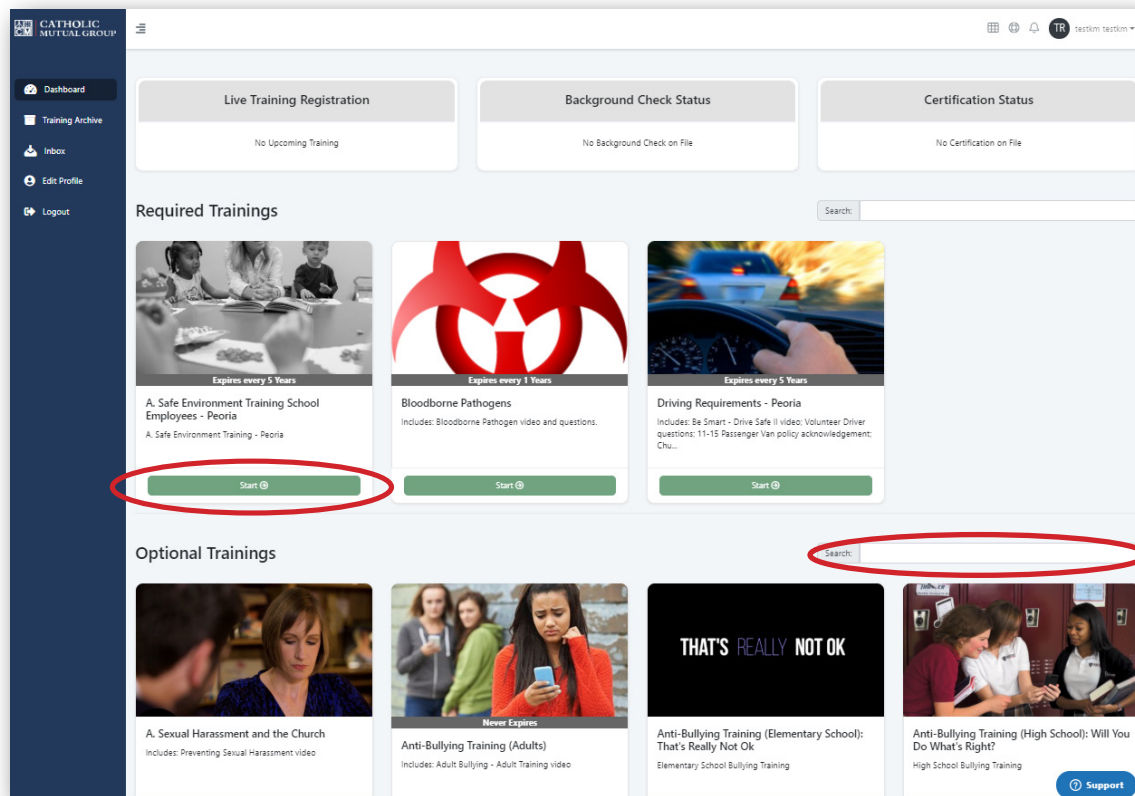 CATHOLIC
MUTUAL GROUP
TR testkm testkm
Dashboard
Training Archive
Inbox
Edit Profile
Logout
Live Training Registration
No Upcoming Training
Background Check Status
No Background Check on File
Certification Status
No Certification on File
Required Trainings
Search:
Expires every 5 Years
A. Safe Environment Training School
Employees - Peoria
A. Safe Environment Training - Peoria
Start
Expires every 1 Years
Bloodborne Pathogens
Includes: Bloodborne Pathogen video and questions.
Start
Expires every 5 Years
Driving Requirements - Peoria
Includes: Be Smart - Drive Safe II video; Volunteer Driver
questions; 11-15 Passenger Van policy acknowledgement;
Chu...
Start
Optional Trainings
Search:
A. Sexual Harassment and the Church
Includes: Preventing Sexual Harassment video
Never Expires
Anti-Bullying Training (Adults)
Includes: Adult Bullying - Adult Training video
THAT'S REALLY NOT OK
Anti-Bullying Training (Elementary School):
That's Really Not Ok
Elementary School Bullying Training
Anti-Bullying Training (High School): Will You
Do What's Right?
High School Bullying Training
Support